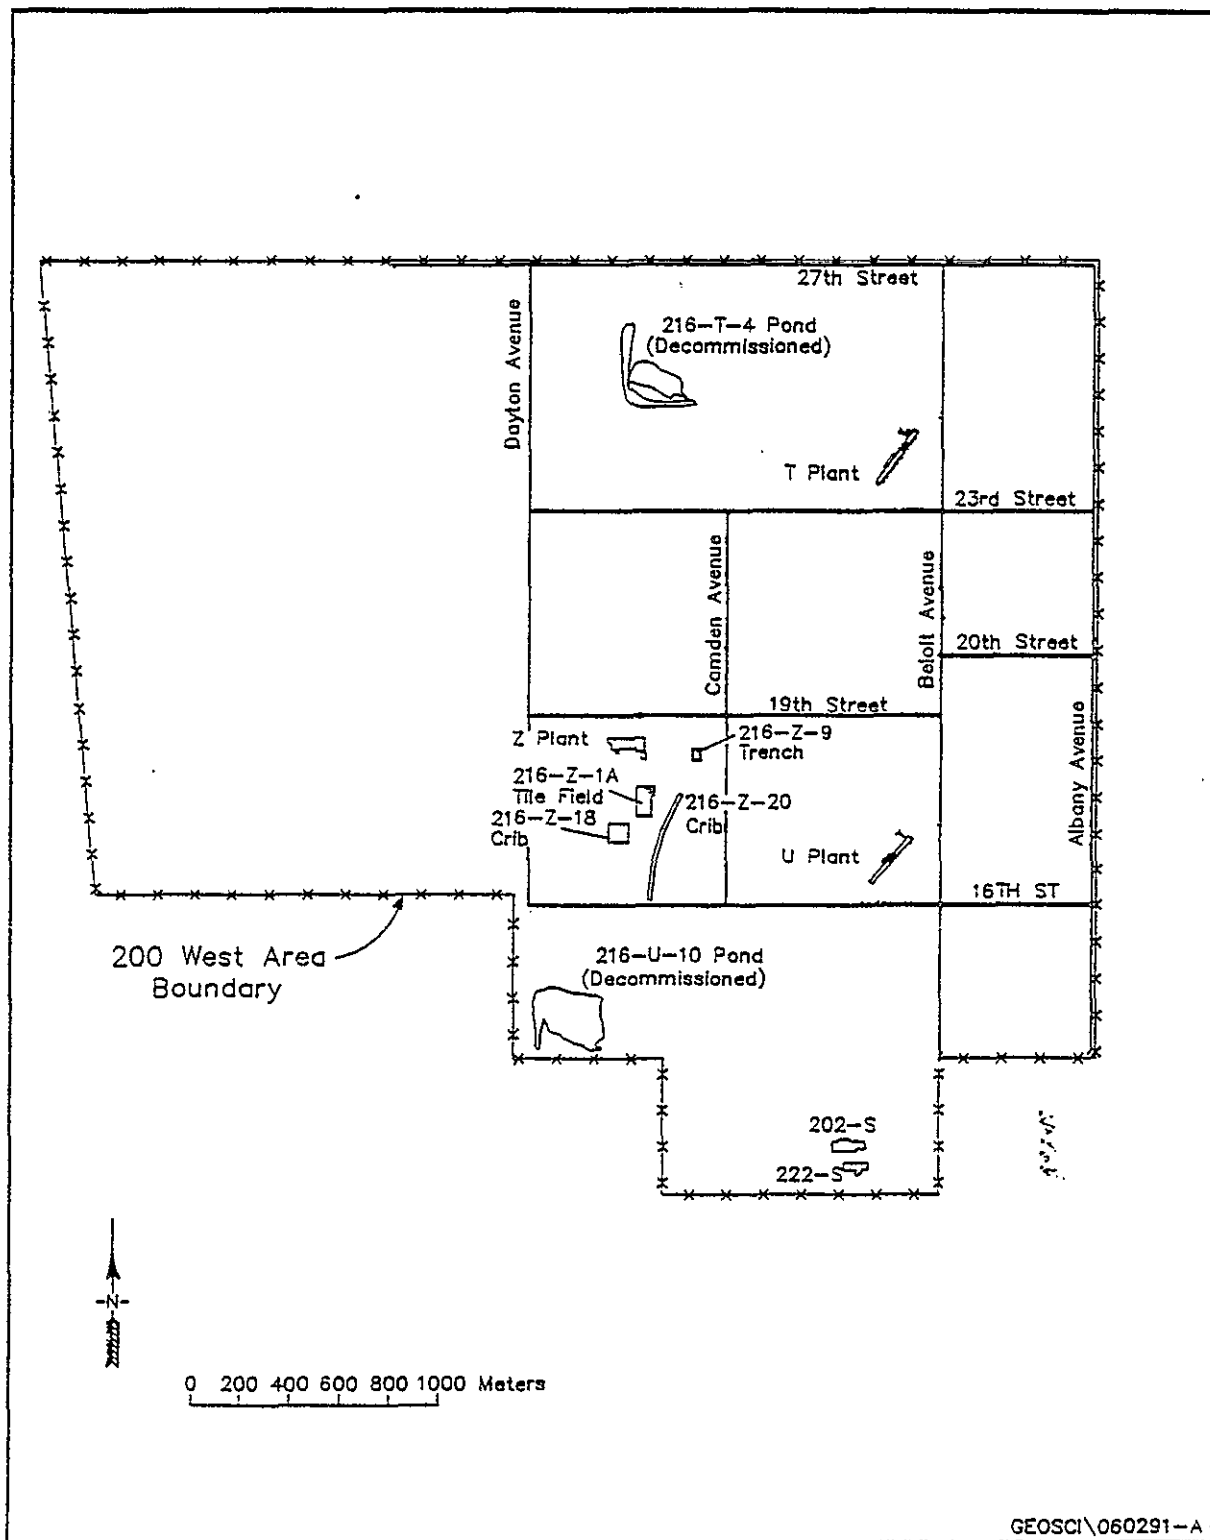 27th Street
216-T-4 Pond
(Decommissioned)
Dayton Avenue
T Plant
23rd Street
Camden Avenue
Beloit Avenue
20th Street
19th Street
Z Plant
216-Z-9
Trench
216-Z-1A
Tile Field
216-Z-20
Crib
216-Z-18
Crib
Albany Avenue
U Plant
16TH ST
200 West Area
Boundary
216-U-10 Pond
(Decommissioned)
202-S
222-S
-N-
0 200 400 600 800 1000 Meters
GEOSCI\060291-A